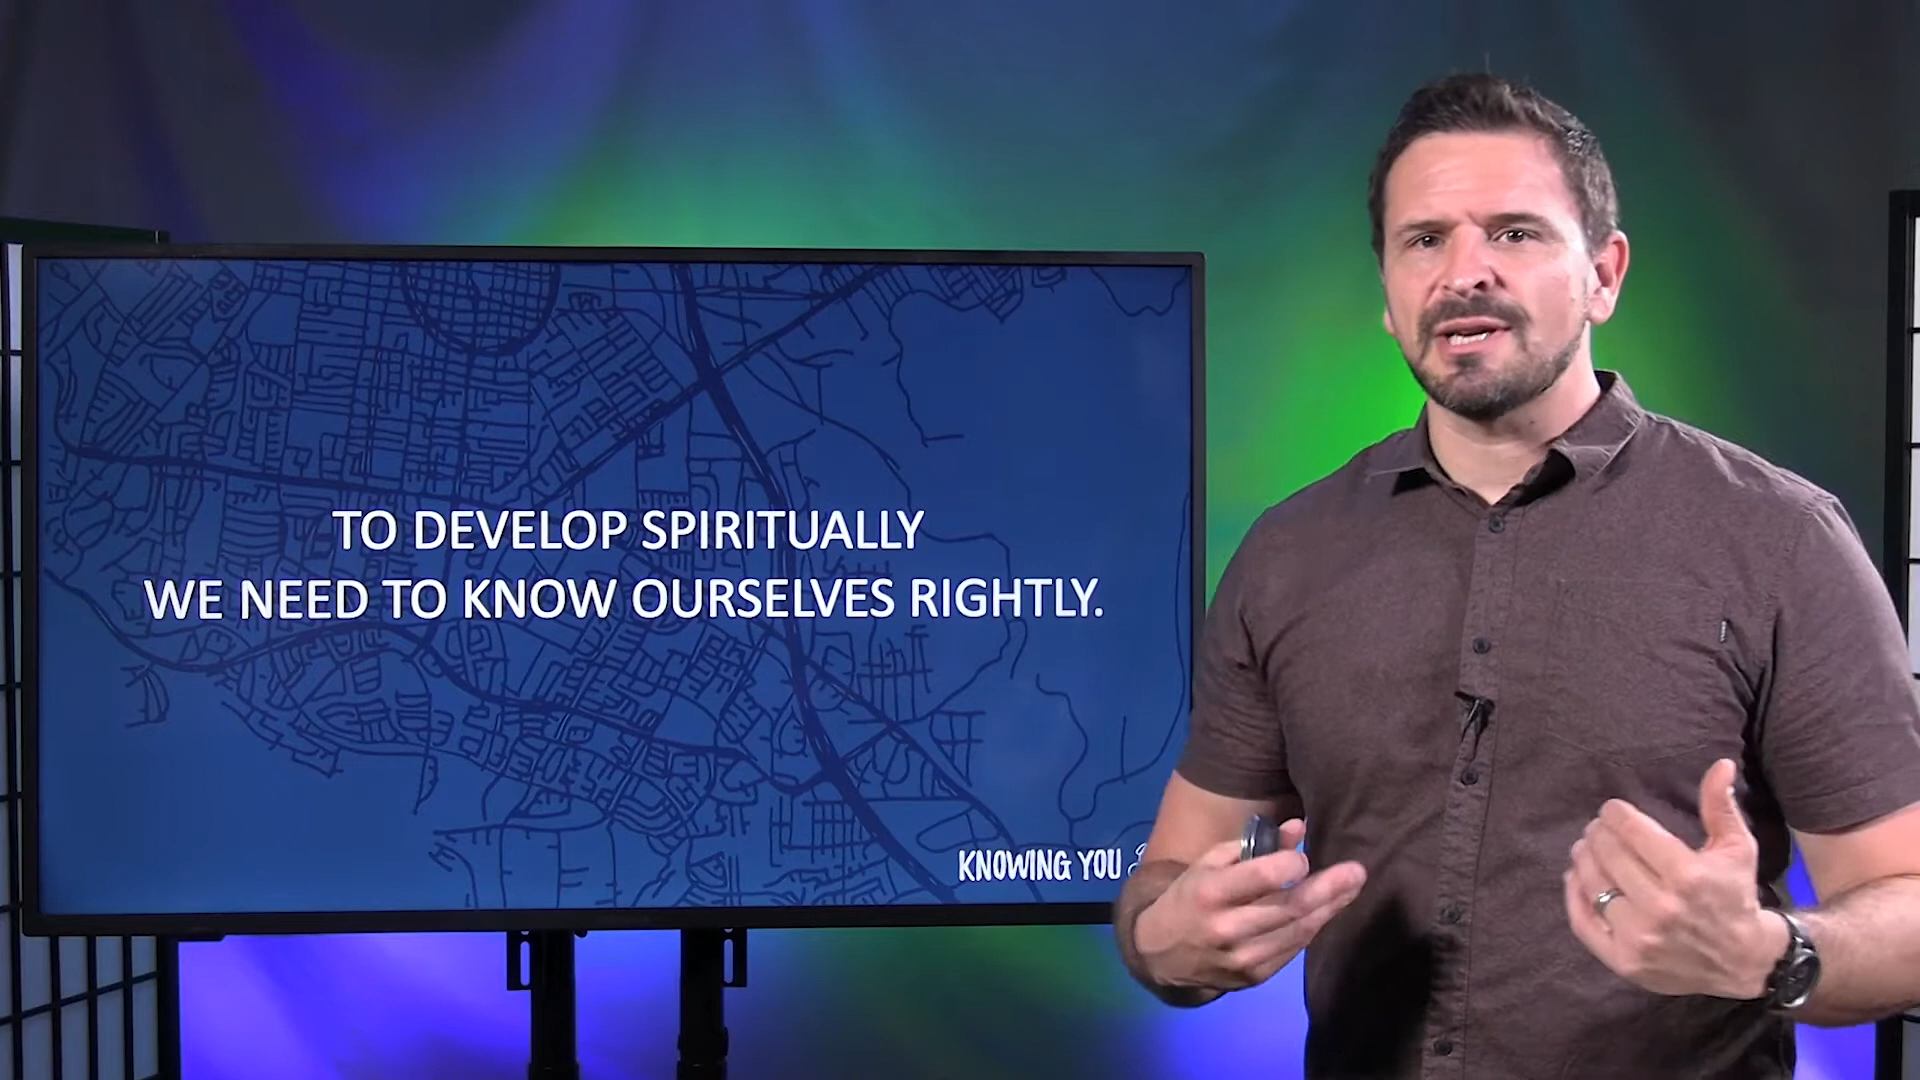 TO DEVELOP SPIRITUALLY
WE NEED TO KNOW OURSELVES RIGHTLY.
KNOWING YOU